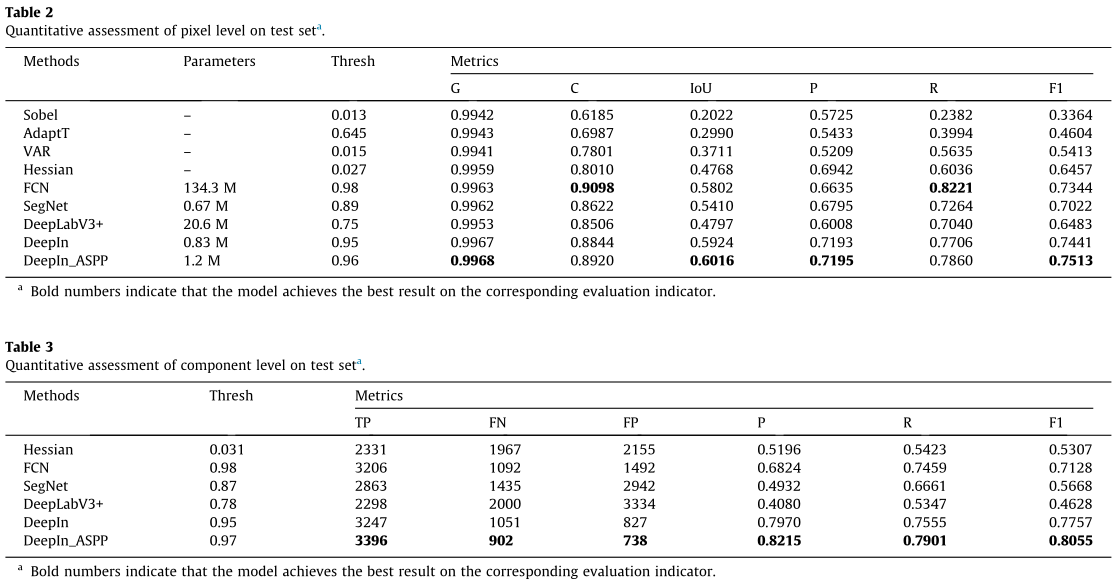 Table 2
Quantitative assessment of pixel level on test setᵃ.
Methods Parameters Thresh Metrics
G C IoU P R F1
Sobel – 0.013 0.9942 0.6185 0.2022 0.5725 0.2382 0.3364
AdaptT – 0.645 0.9943 0.6987 0.2990 0.5433 0.3994 0.4604
VAR – 0.015 0.9941 0.7801 0.3711 0.5209 0.5635 0.5413
Hessian – 0.027 0.9959 0.8010 0.4768 0.6942 0.6036 0.6457
FCN 134.3 M 0.98 0.9963 0.9098 0.5802 0.6635 0.8221 0.7344
SegNet 0.67 M 0.89 0.9962 0.8622 0.5410 0.6795 0.7264 0.7022
DeepLabV3+ 20.6 M 0.75 0.9953 0.8506 0.4797 0.6008 0.7040 0.6483
DeepIn 0.83 M 0.95 0.9967 0.8844 0.5924 0.7193 0.7706 0.7441
DeepIn_ASPP 1.2 M 0.96 0.9968 0.8920 0.6016 0.7195 0.7860 0.7513
ᵃ Bold numbers indicate that the model achieves the best result on the corresponding evaluation indicator.
Table 3
Quantitative assessment of component level on test setᵃ.
Methods Thresh Metrics
TP FN FP P R F1
Hessian 0.031 2331 1967 2155 0.5196 0.5423 0.5307
FCN 0.98 3206 1092 1492 0.6824 0.7459 0.7128
SegNet 0.87 2863 1435 2942 0.4932 0.6661 0.5668
DeepLabV3+ 0.78 2298 2000 3334 0.4080 0.5347 0.4628
DeepIn 0.95 3247 1051 827 0.7970 0.7555 0.7757
DeepIn_ASPP 0.97 3396 902 738 0.8215 0.7901 0.8055
ᵃ Bold numbers indicate that the model achieves the best result on the corresponding evaluation indicator.